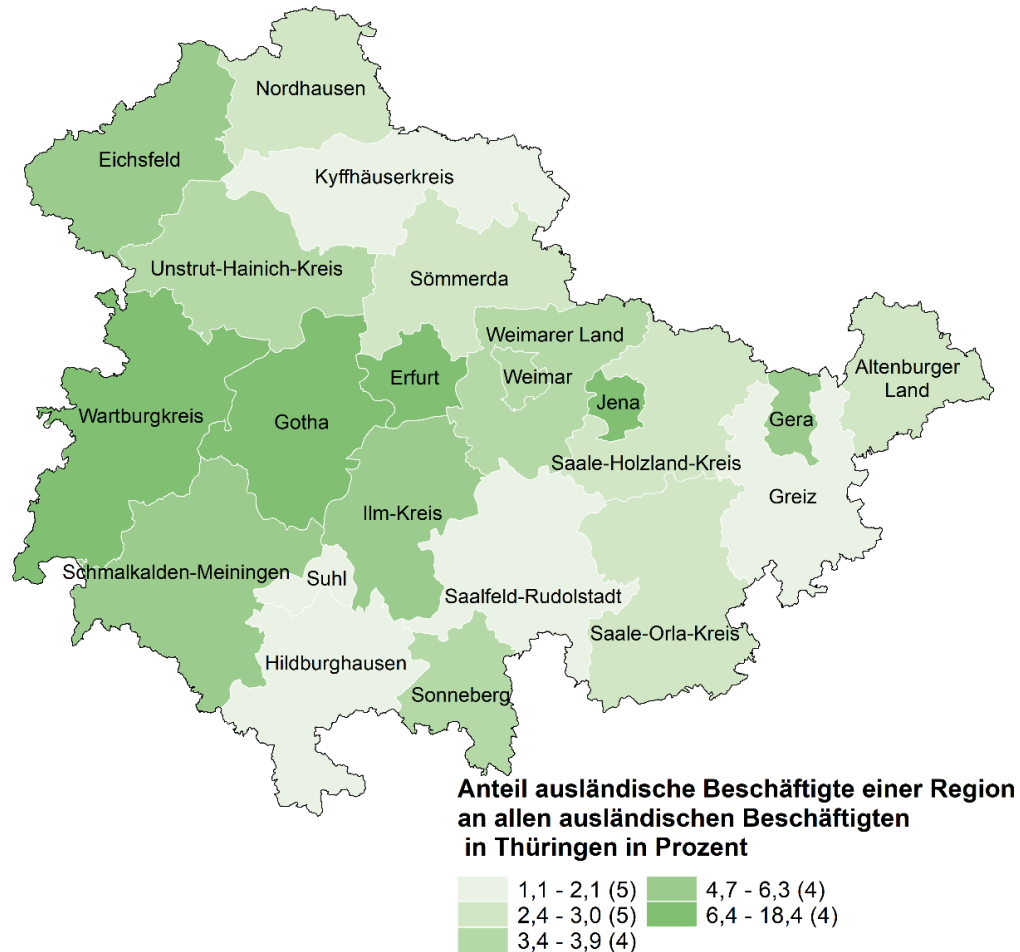 Nordhausen
Eichsfeld
Kyffhäuserkreis
Unstrut-Hainich-Kreis
Sömmerda
Weimarer Land
Altenburger
Land
Erfurt
Weimar
Jena
Wartburgkreis
Gotha
Gera
Saale-Holzland-Kreis
Greiz
Ilm-Kreis
Schmalkalden-Meiningen
Suhl
Saalfeld-Rudolstadt
Saale-Orla-Kreis
Hildburghausen
Sonneberg
Anteil ausländische Beschäftigte einer Region
an allen ausländischen Beschäftigten
in Thüringen in Prozent
1,1 - 2,1 (5)
2,4 - 3,0 (5)
3,4 - 3,9 (4)
4,7 - 6,3 (4)
6,4 - 18,4 (4)